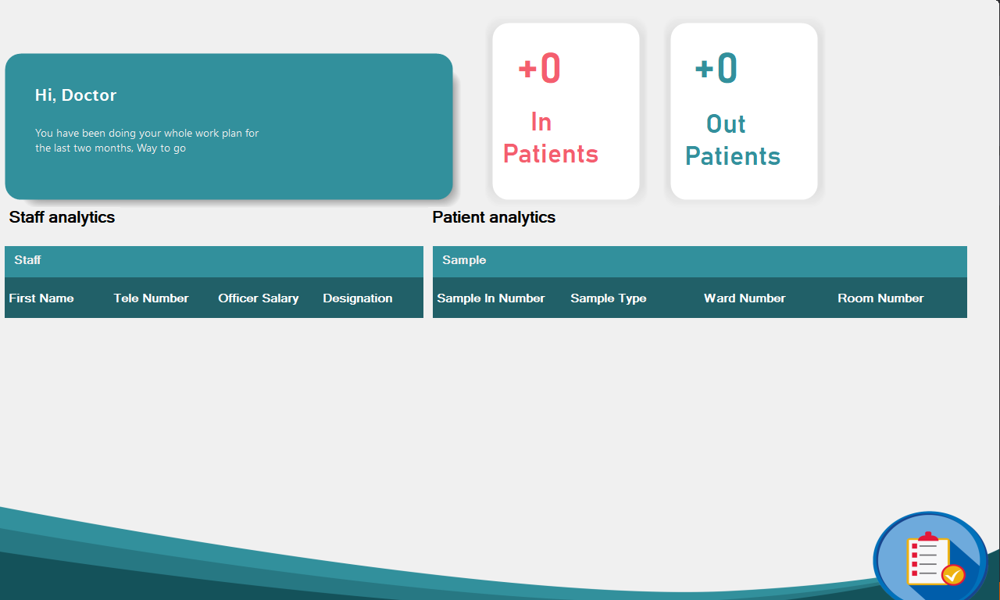 Hi, Doctor
You have been doing your whole work plan for
the last two months, Way to go
+0
In
Patients
+0
Out
Patients
Staff analytics
Patient analytics
Staff
First Name Tele Number Officer Salary Designation
Sample
Sample In Number Sample Type Ward Number Room Number